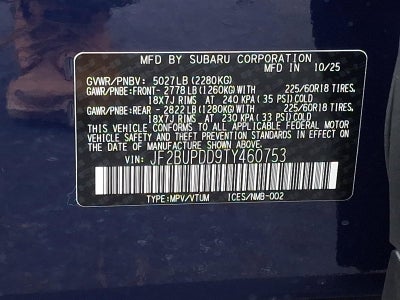 MFD BY SUBARU CORPORATION 10/25
GVWR/PNBV: 5027LB (2280KG)
GAWR/PNBE:FRONT- 2778 LB (1260KG) WITH 225/60R18 TIRES,
18X7J RIMS AT 240 KPA (35 PSI) COLD
GAWR/PNBE:REAR - 2822 LB (1280KG) WITH 225/60R18 TIRES,
18X7J RIMS AT 230 KPA (33 PSI) COLD
THIS VEHICLE CONFORMS TO ALL APPLICABLE FEDERAL MOTOR
VEHICLE SAFETY AND THEFT PREVENTION STANDARDS IN EFFECT
ON THE DATE OF MANUFACTURE SHOWN ABOVE.
VIN: JF2BUPDD9TY460753
TYPE:MPV/VTUM ICES/NMB-002